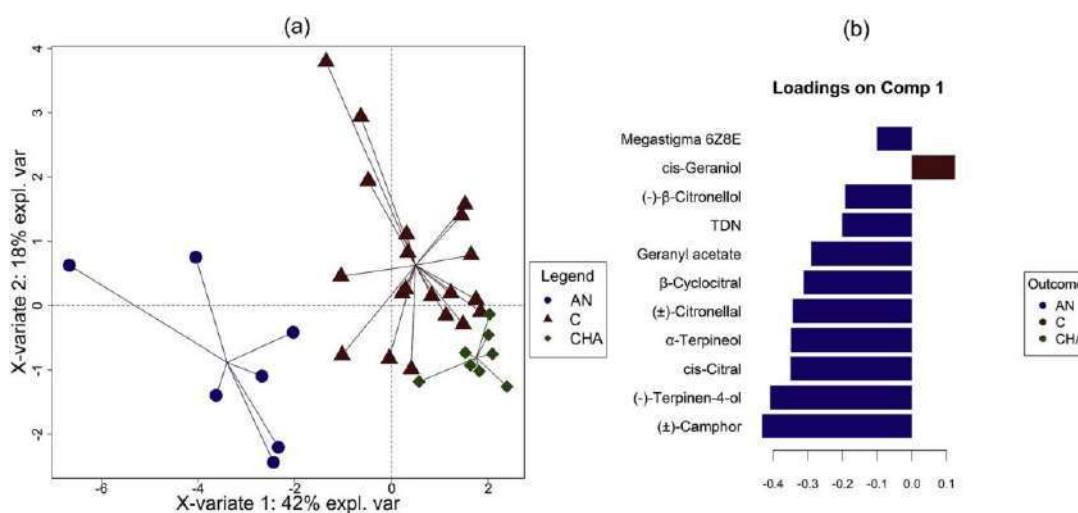 (a)
4
3
2
1
0
-1
-2
-6
-4
-2
0
2
X-variate 2: 18% expl. var
X-variate 1: 42% expl. var
Legend
AN
C
CHA
(b)
Loadings on Comp 1
Megastigma 6Z8E
cis-Geraniol
(-)-β-Citronellol
TDN
Geranyl acetate
β-Cyclocitral
(±)-Citronellal
α-Terpineol
cis-Citral
(-)-Terpinen-4-ol
(±)-Camphor
-0.4 -0.3 -0.2 -0.1 0.0 0.1
Outcome
AN
C
CHA